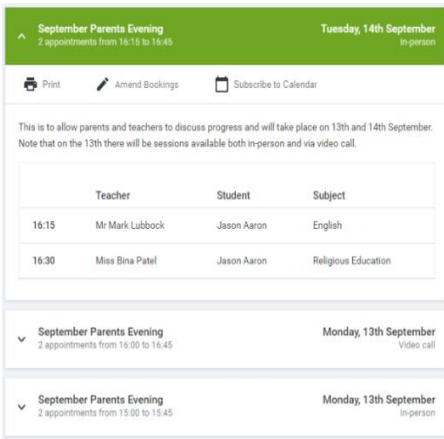 September Parents Evening Tuesday, 14th September
2 appointments from 16:15 to 16:45 In-person
Print Amend Bookings Subscribe to Calendar
This is to allow parents and teachers to discuss progress and will take place on 13th and 14th September.
Note that on the 13th there will be sessions available both in-person and via video call.
Teacher Student Subject
16:15 Mr Mark Lubbock Jason Aaron English
16:30 Miss Bina Patel Jason Aaron Religious Education
September Parents Evening Monday, 13th September
2 appointments from 16:00 to 16:45 Video call
September Parents Evening Monday, 13th September
2 appointments from 15:00 to 15:45 In-person